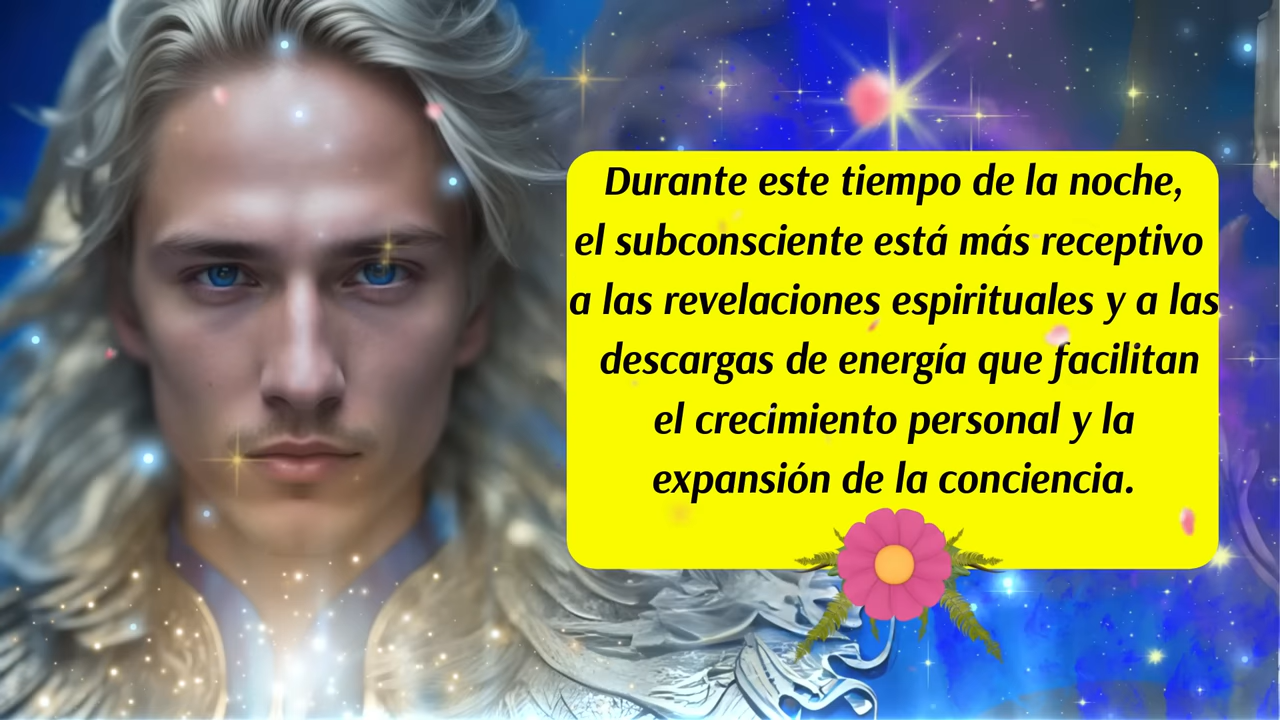 Durante este tiempo de la noche,
el subconsciente está más receptivo
a las revelaciones espirituales y a las
descargas de energía que facilitan
el crecimiento personal y la
expansión de la conciencia.